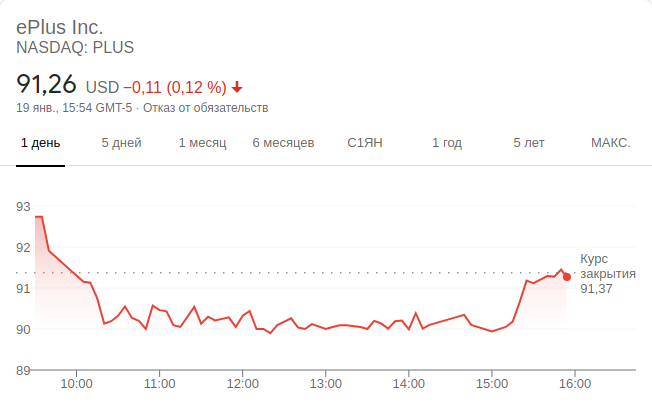 ePlus Inc.
NASDAQ: PLUS
91,26 USD −0,11 (0,12 %)
19 янв., 15:54 GMT-5 · Отказ от обязательств
1 день 5 дней 1 месяц 6 месяцев С1ЯН 1 год 5 лет МАКС.
93
92
91
90
89
Курс
закрытия
91,37
10:00 11:00 12:00 13:00 14:00 15:00 16:00